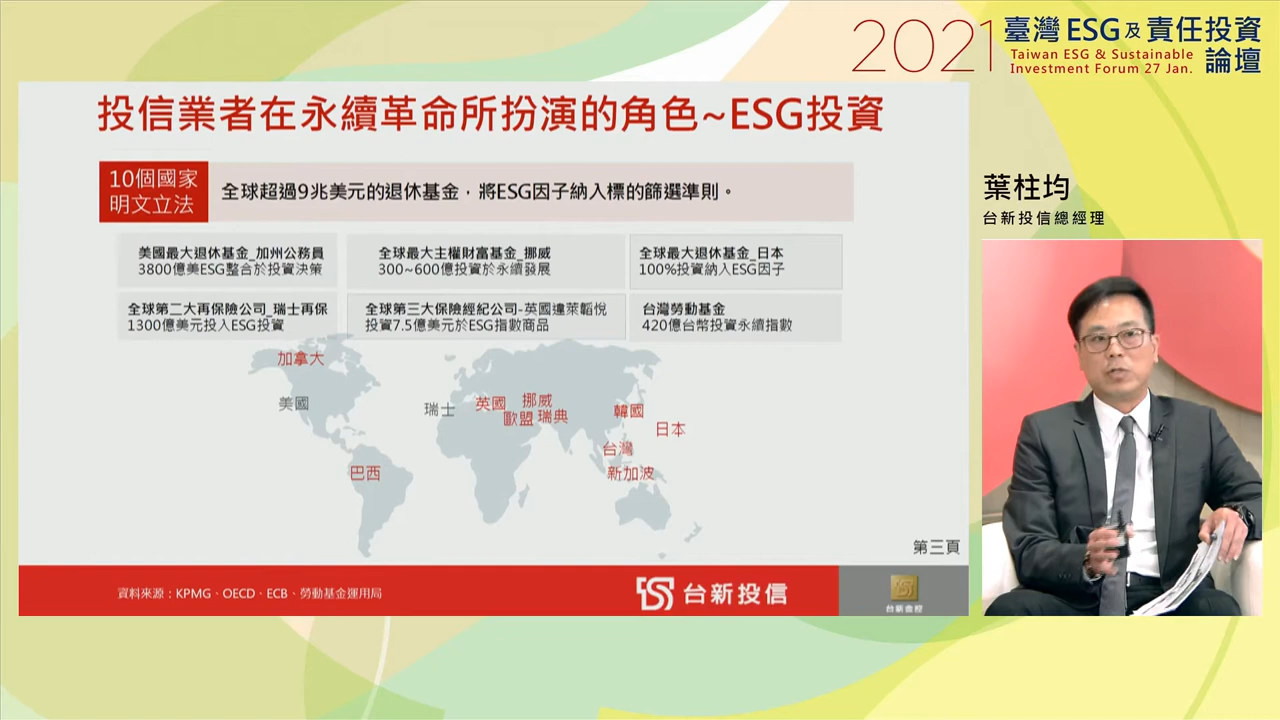 2021
臺灣 ESG 及 責任投資
論壇
Taiwan ESG & Sustainable
Investment Forum 27 Jan.
投信業者在永續革命所扮演的角色~ESG投資
10個國家
明文立法
全球超過9兆美元的退休基金，將ESG因子納入標的篩選準則。
美國最大退休基金_加州公務員
3800億美ESG整合於投資決策
全球最大主權財富基金_挪威
300~600億投資於永續發展
全球最大退休基金_日本
100%投資納入ESG因子
全球第二大再保險公司_瑞士再保
1300億美元投入ESG投資
全球第三大保險經紀公司-英國達萊韜悅
投資7.5億美元於ESG指數商品
台灣勞動基金
420億台幣投資永續指數
加拿大
美國
瑞士
英國
挪威
歐盟
瑞典
韓國
日本
台灣
新加波
巴西
第三頁
資料來源：KPMG、OECD、ECB、勞動基金運用局
台新投信
台新金控
葉柱均
台新投信總經理